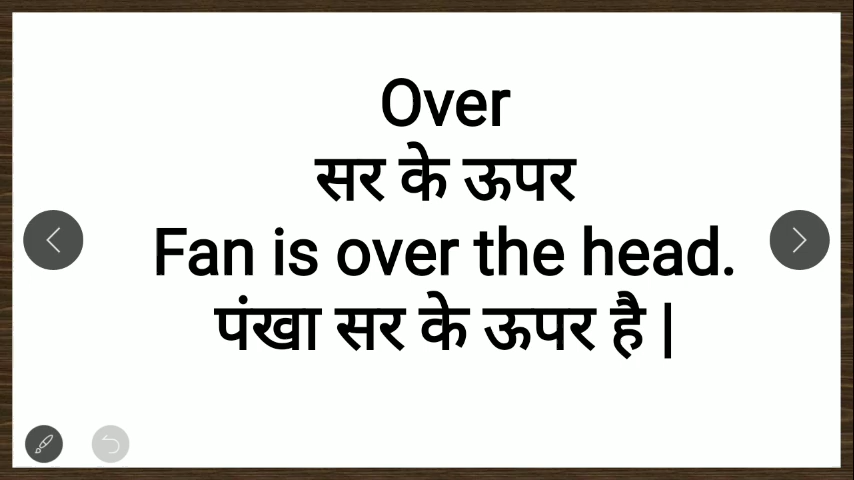 Over
सर के ऊपर
Fan is over the head.
पंखा सर के ऊपर है |